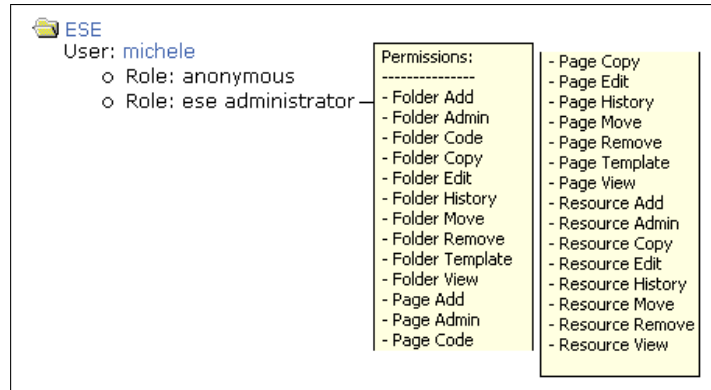 ESE
User: michele
o Role: anonymous
o Role: ese administrator
Permissions:
---------------
- Folder Add
- Folder Admin
- Folder Code
- Folder Copy
- Folder Edit
- Folder History
- Folder Move
- Folder Remove
- Folder Template
- Folder View
- Page Add
- Page Admin
- Page Code
- Page Copy
- Page Edit
- Page History
- Page Move
- Page Remove
- Page Template
- Page View
- Resource Add
- Resource Admin
- Resource Copy
- Resource Edit
- Resource History
- Resource Move
- Resource Remove
- Resource View